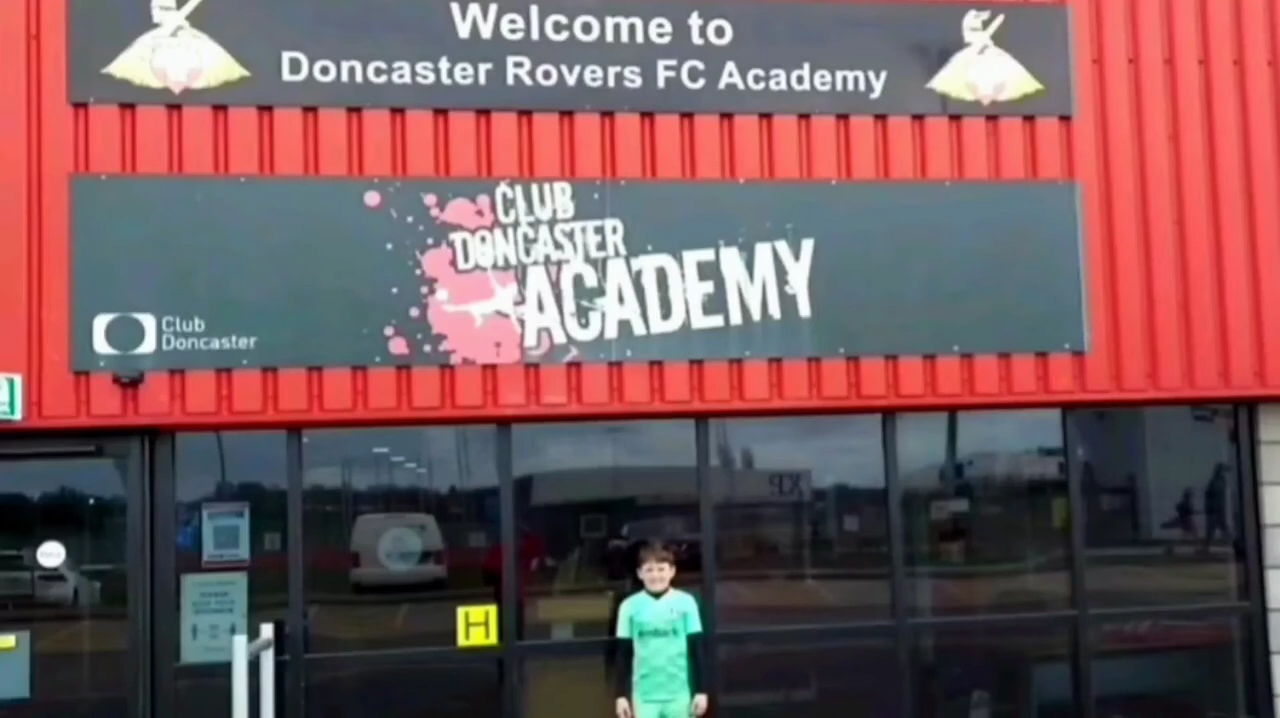 Welcome to
Doncaster Rovers FC Academy
CLUB
DONCASTER
ACADEMY
Club
Doncaster
H